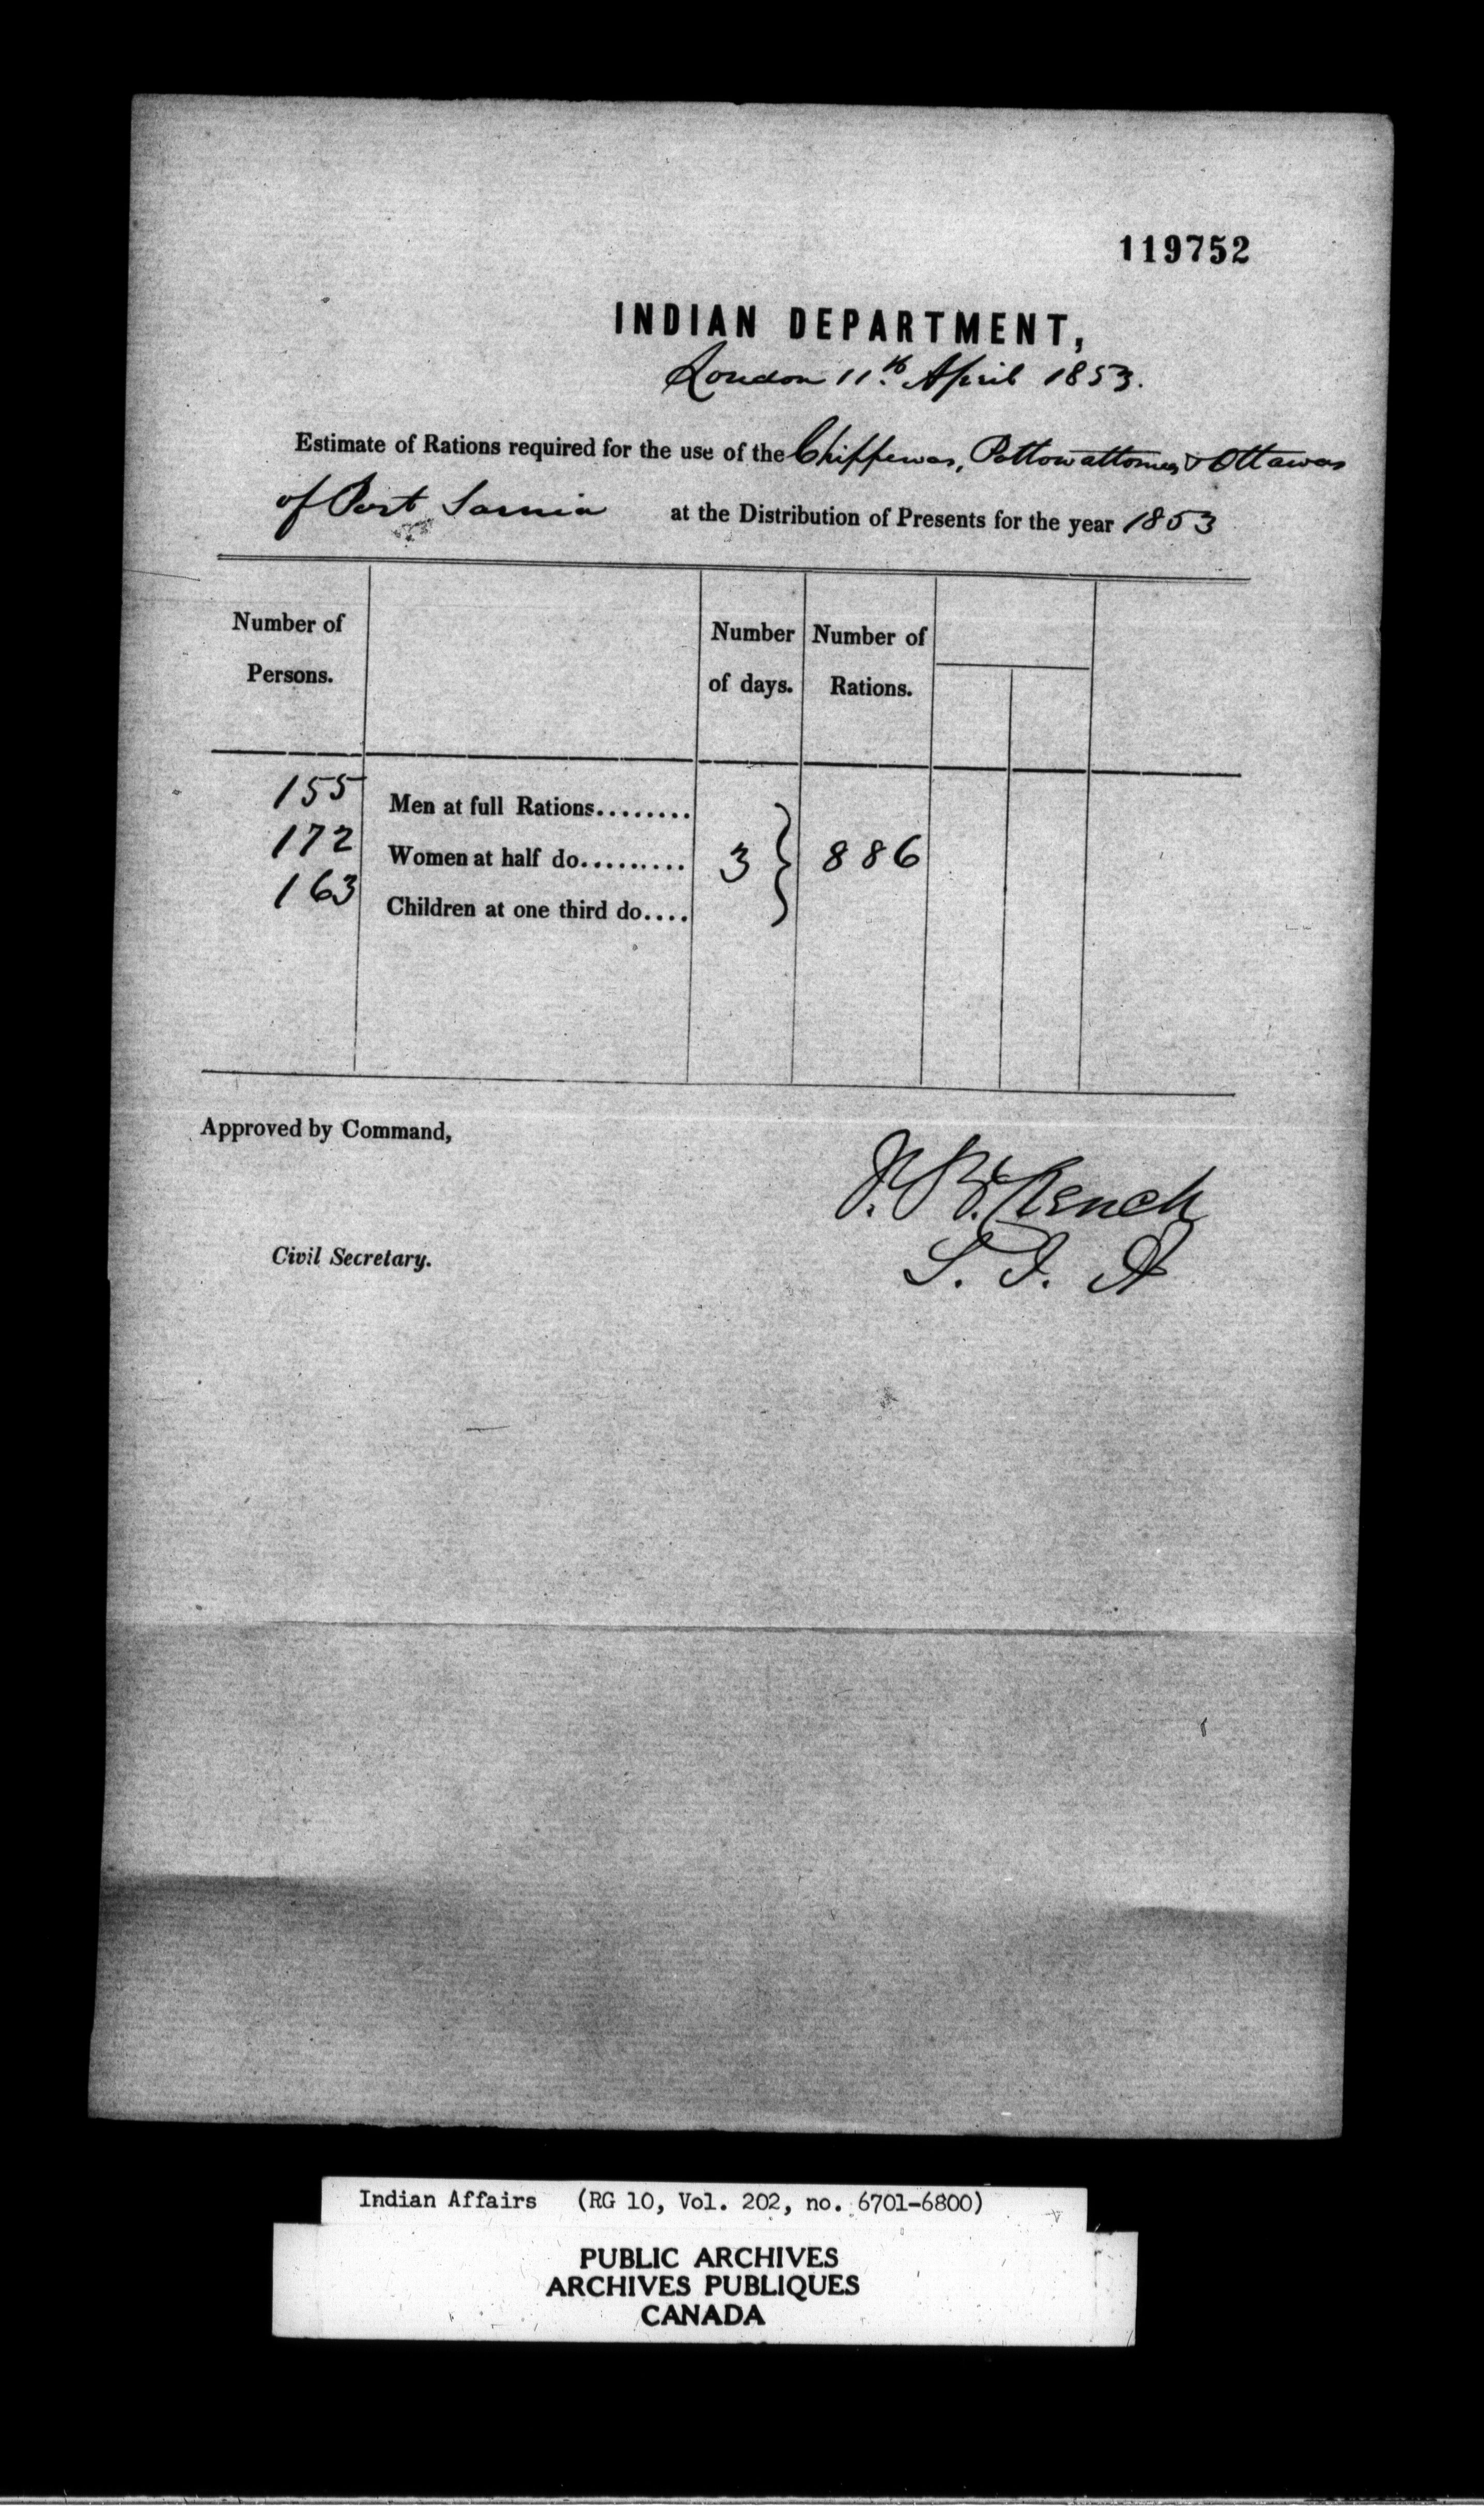 119752
INDIAN DEPARTMENT,
London 11.th April 1853.
Estimate of Rations required for the use of the Chippewas, Pottowattomies & Ottawas
of Port Sarnia at the Distribution of Presents for the year 1853
Number of Persons. Number of days. Number of Rations.
155 Men at full Rations........
172 Women at half do......... 3 } 886
163 Children at one third do....
Approved by Command,
Civil Secretary.
S. I. A
Indian Affairs (RG 10, Vol. 202, no. 6701-6800)
PUBLIC ARCHIVES
ARCHIVES PUBLIQUES
CANADA